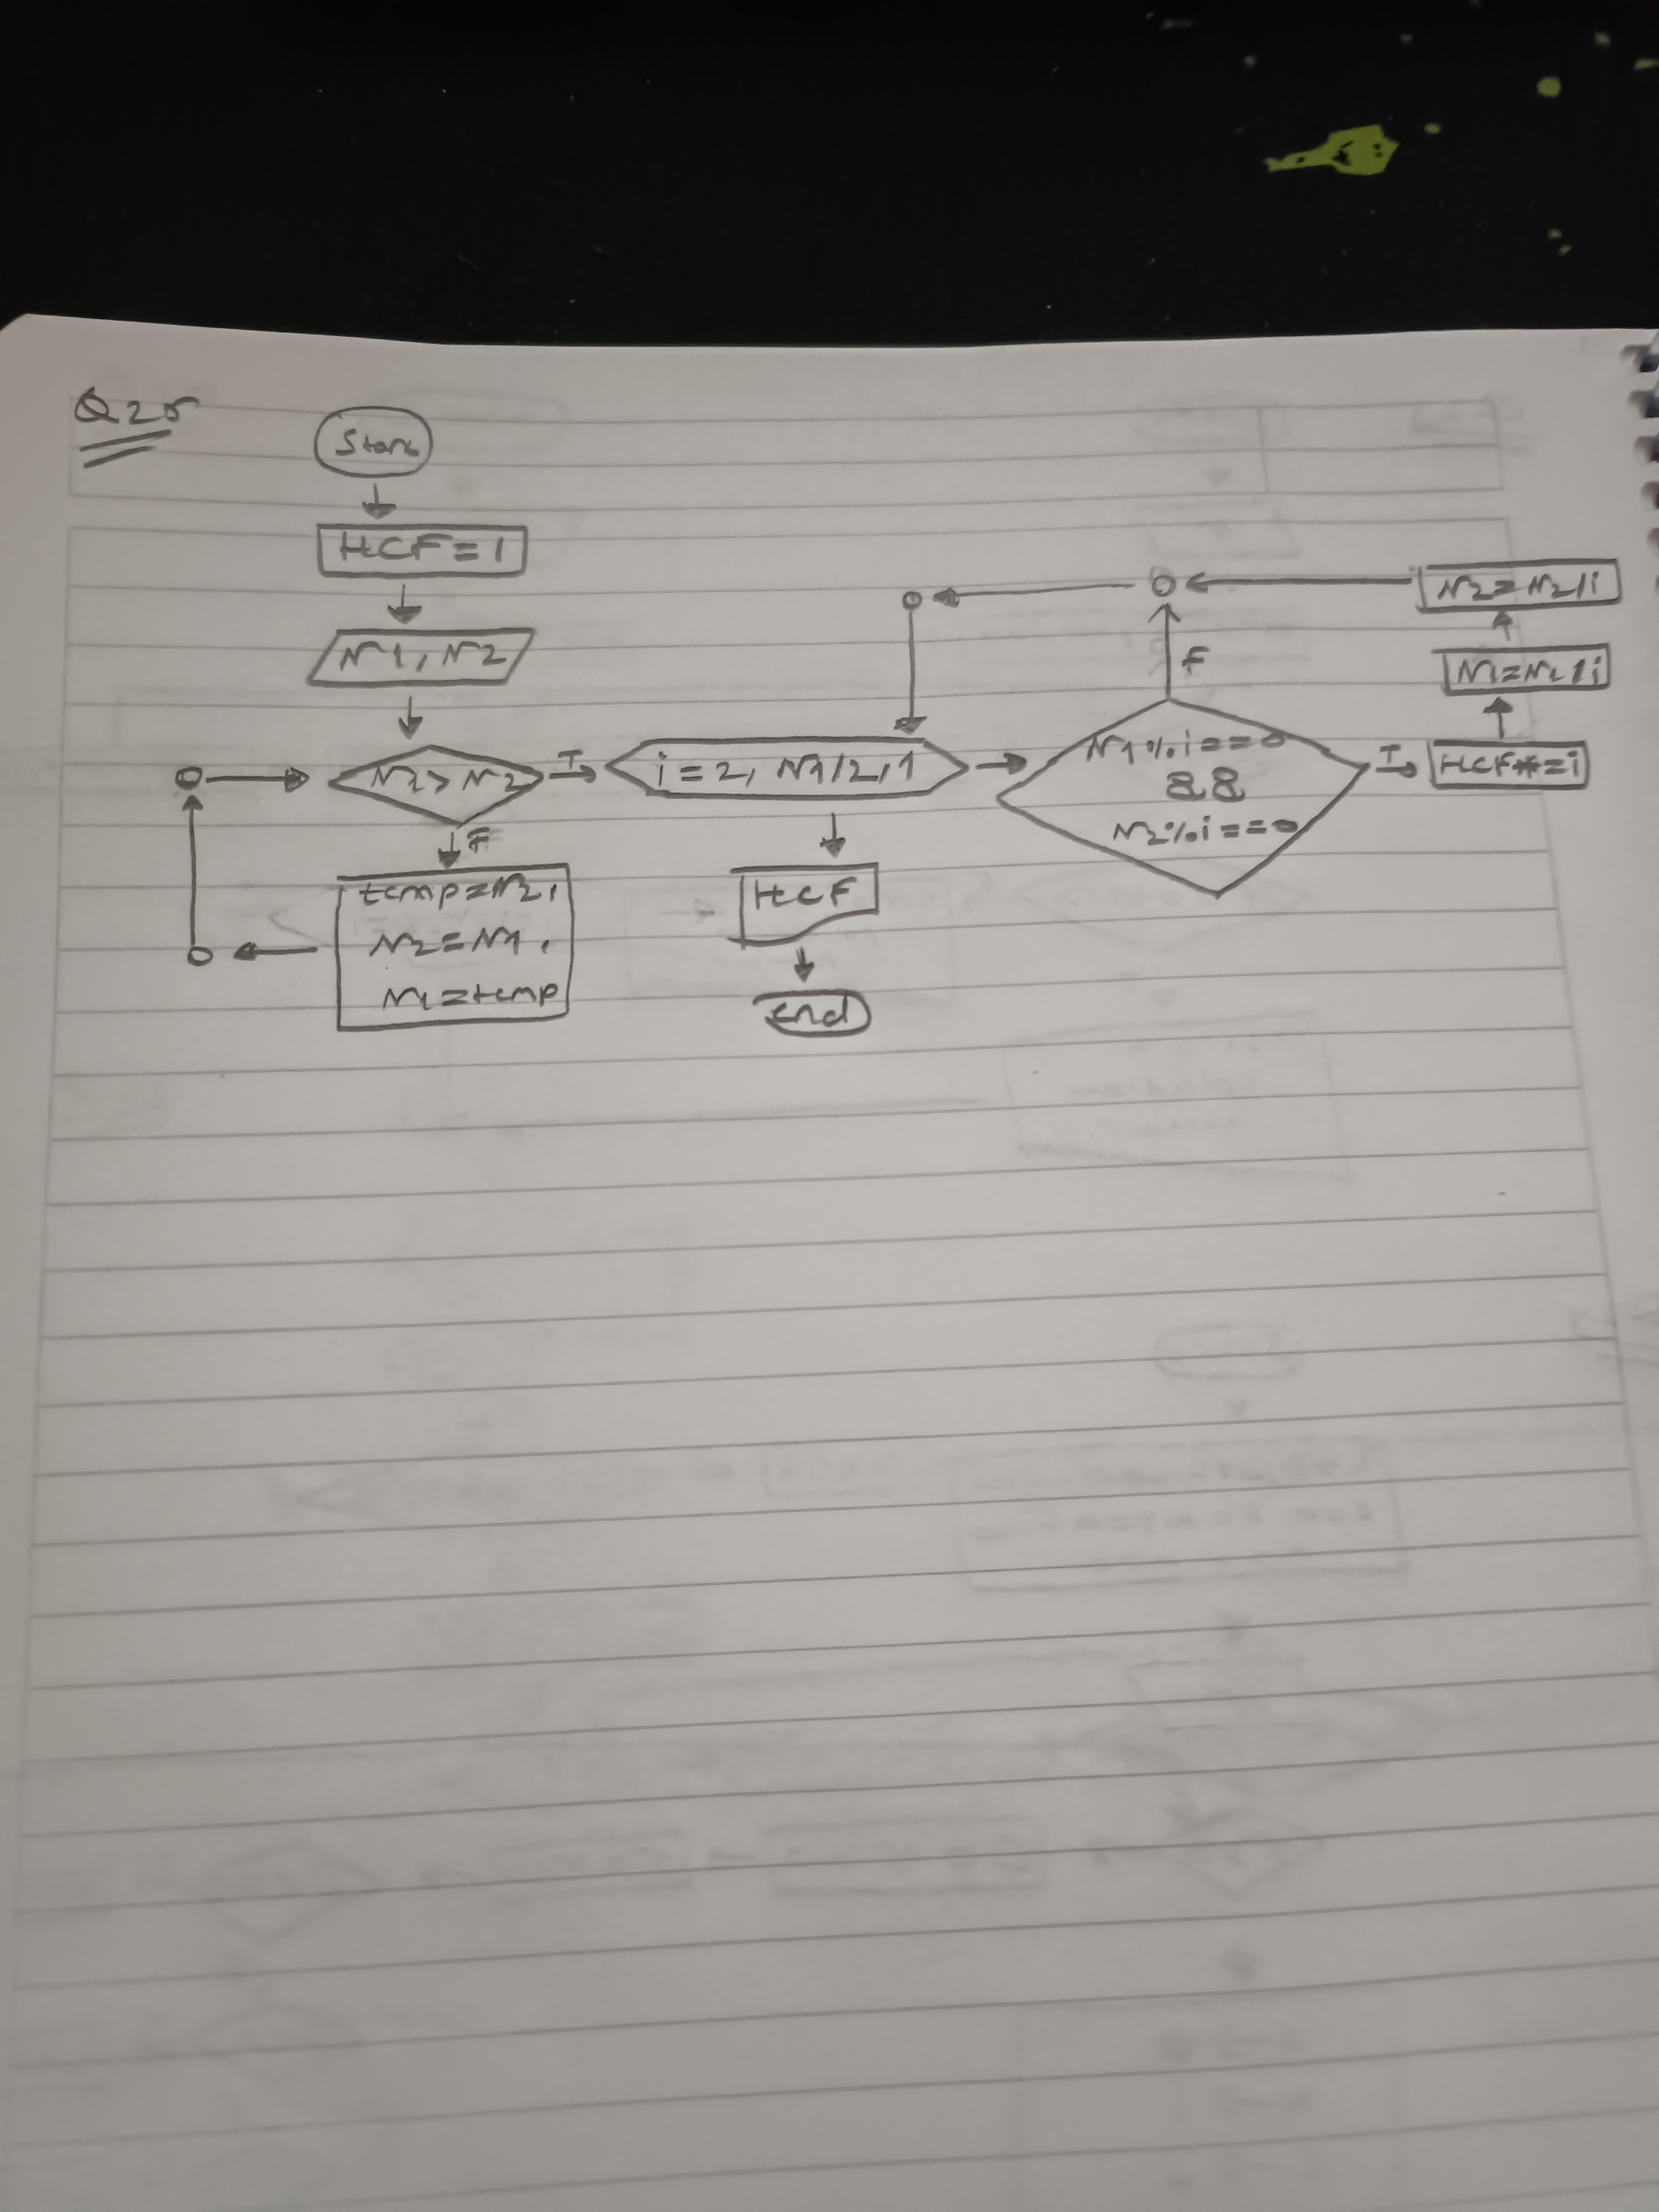 Q25
Start
HCF=1
N1, N2
N1>N2
T
F
temp=N2,
N2=N1,
N1=temp
i=2, N1/2, 1
HCF
end
N1%i==0
&&
N2%i==0
F
T
HCF*=i
N1=N1/i
N2=N2/i